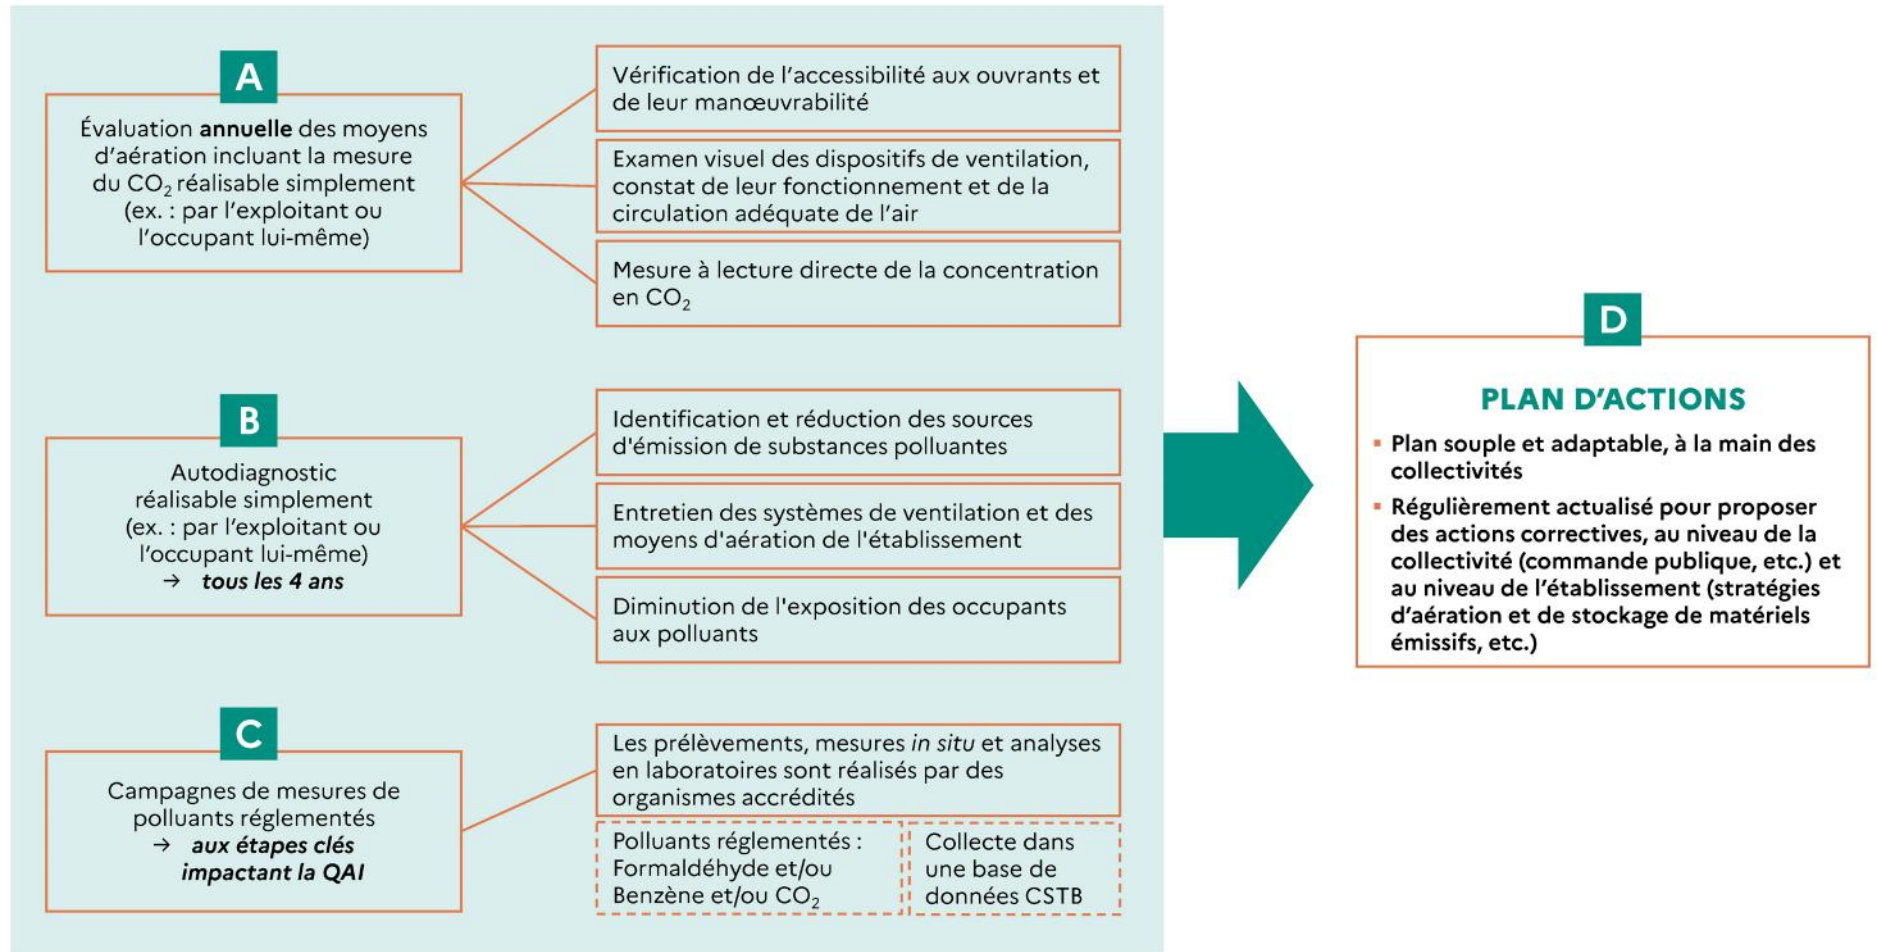 A
Évaluation annuelle des moyens
d'aération incluant la mesure
du CO₂ réalisable simplement
(ex. : par l'exploitant ou
l'occupant lui-même)
Vérification de l'accessibilité aux ouvrants et
de leur manœuvrabilité
Examen visuel des dispositifs de ventilation,
constat de leur fonctionnement et de la
circulation adéquate de l'air
Mesure à lecture directe de la concentration
en CO₂
B
Autodiagnostic
réalisable simplement
(ex. : par l'exploitant ou
l'occupant lui-même)
→ tous les 4 ans
Identification et réduction des sources
d'émission de substances polluantes
Entretien des systèmes de ventilation et des
moyens d'aération de l'établissement
Diminution de l'exposition des occupants
aux polluants
C
Campagnes de mesures de
polluants réglementés
→ aux étapes clés
impactant la QAI
Les prélèvements, mesures in situ et analyses
en laboratoires sont réalisés par des
organismes accrédités
Polluants réglementés :
Formaldéhyde et/ou
Benzène et/ou CO₂
Collecte dans
une base de
données CSTB
D
PLAN D'ACTIONS
▪ Plan souple et adaptable, à la main des
collectivités
▪ Régulièrement actualisé pour proposer
des actions correctives, au niveau de la
collectivité (commande publique, etc.) et
au niveau de l'établissement (stratégies
d'aération et de stockage de matériels
émissifs, etc.)